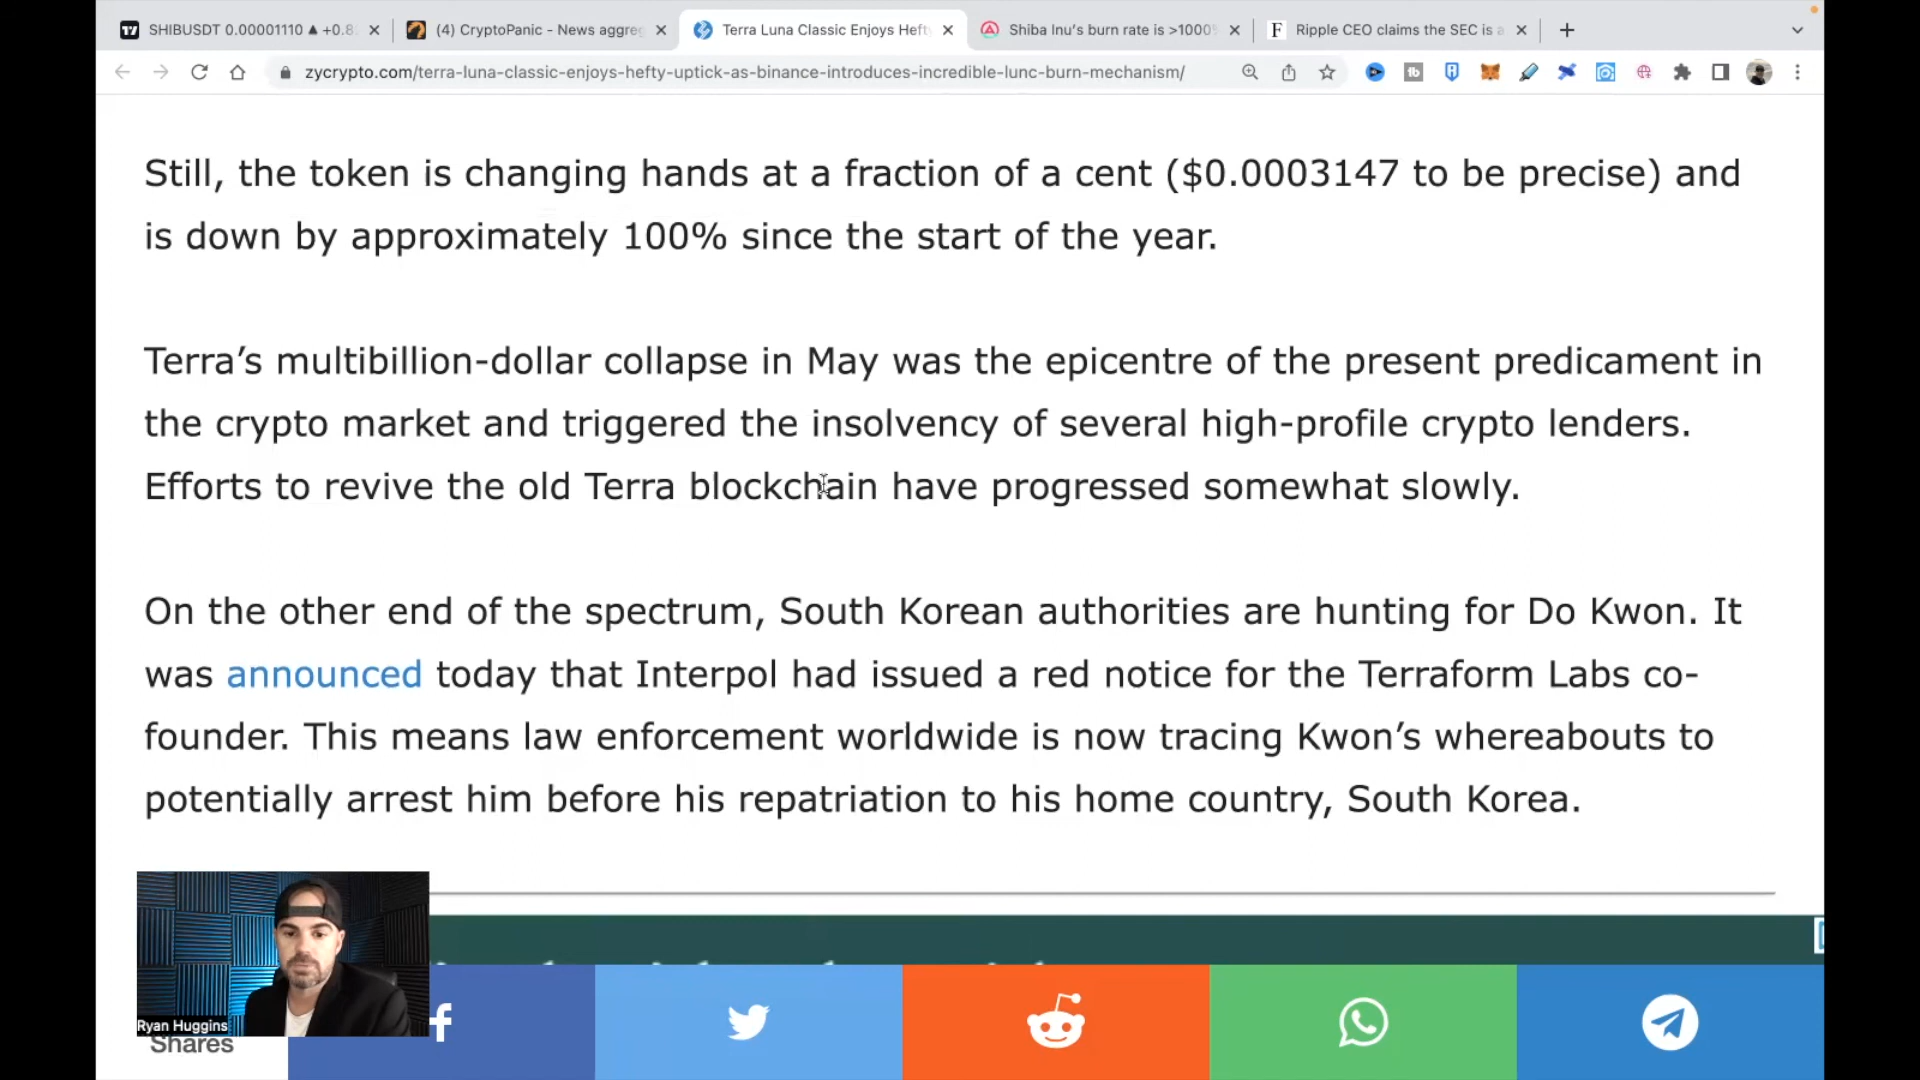 SHIBUSDT 0.00001110 ▲ +0.8
(4) CryptoPanic - News aggreg
Terra Luna Classic Enjoys Heft
Shiba Inu's burn rate is >1000%
Ripple CEO claims the SEC is a
zycrypto.com/terra-luna-classic-enjoys-hefty-uptick-as-binance-introduces-incredible-lunc-burn-mechanism/
Still, the token is changing hands at a fraction of a cent ($0.0003147 to be precise) and
is down by approximately 100% since the start of the year.
Terra’s multibillion-dollar collapse in May was the epicentre of the present predicament in
the crypto market and triggered the insolvency of several high-profile crypto lenders.
Efforts to revive the old Terra blockchain have progressed somewhat slowly.
On the other end of the spectrum, South Korean authorities are hunting for Do Kwon. It
was announced today that Interpol had issued a red notice for the Terraform Labs co-
founder. This means law enforcement worldwide is now tracing Kwon’s whereabouts to
potentially arrest him before his repatriation to his home country, South Korea.
Ryan Huggins
Shares